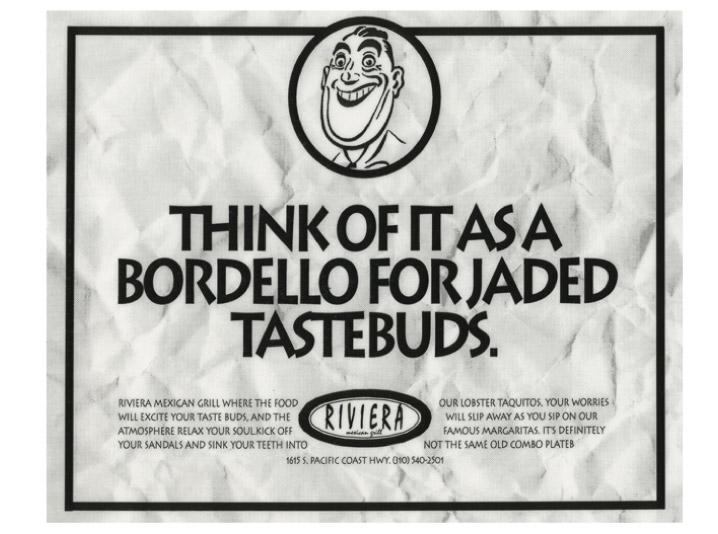 THINK OF IT AS A
BORDELLO FOR JADED
TASTEBUDS.
RIVIERA MEXICAN GRILL WHERE THE FOOD
WILL EXCITE YOUR TASTE BUDS, AND THE
ATMOSPHERE RELAX YOUR SOUL.KICK OFF
YOUR SANDALS AND SINK YOUR TEETH INTO
RIVIERA
mexican grill
OUR LOBSTER TAQUITOS. YOUR WORRIES
WILL SLIP AWAY AS YOU SIP ON OUR
FAMOUS MARGARITAS. IT'S DEFINITELY
NOT THE SAME OLD COMBO PLATEB
1615 S. PACIFIC COAST HWY. (310) 540-2501